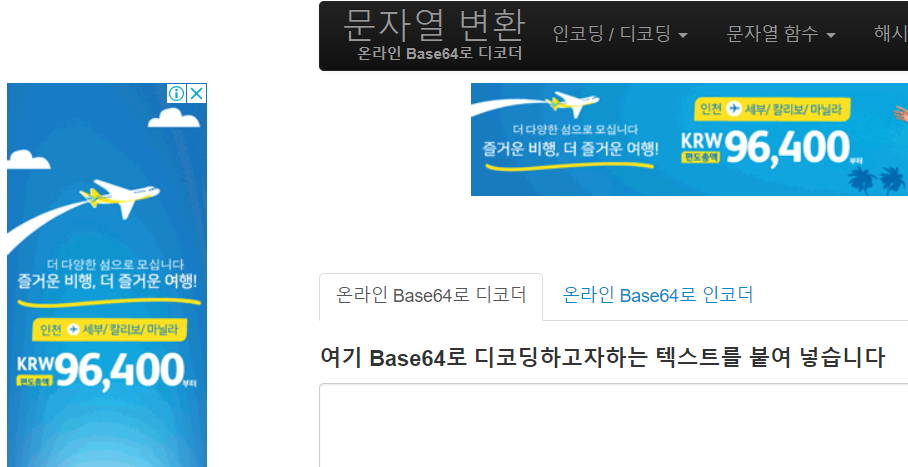 문자열 변환
온라인 Base64로 디코더
인코딩 / 디코딩
문자열 함수
해시
더 다양한 섬으로 모십니다
즐거운 비행, 더 즐거운 여행!
인천 세부/ 칼리보/ 마닐라
KRW 96,400 부터
편도총액
더 다양한 섬으로 모십니다
즐거운 비행, 더 즐거운 여행!
인천 세부/ 칼리보/ 마닐라
KRW 96,400 부터
편도총액
온라인 Base64로 디코더
온라인 Base64로 인코더
여기 Base64로 디코딩하고자하는 텍스트를 붙여 넣습니다